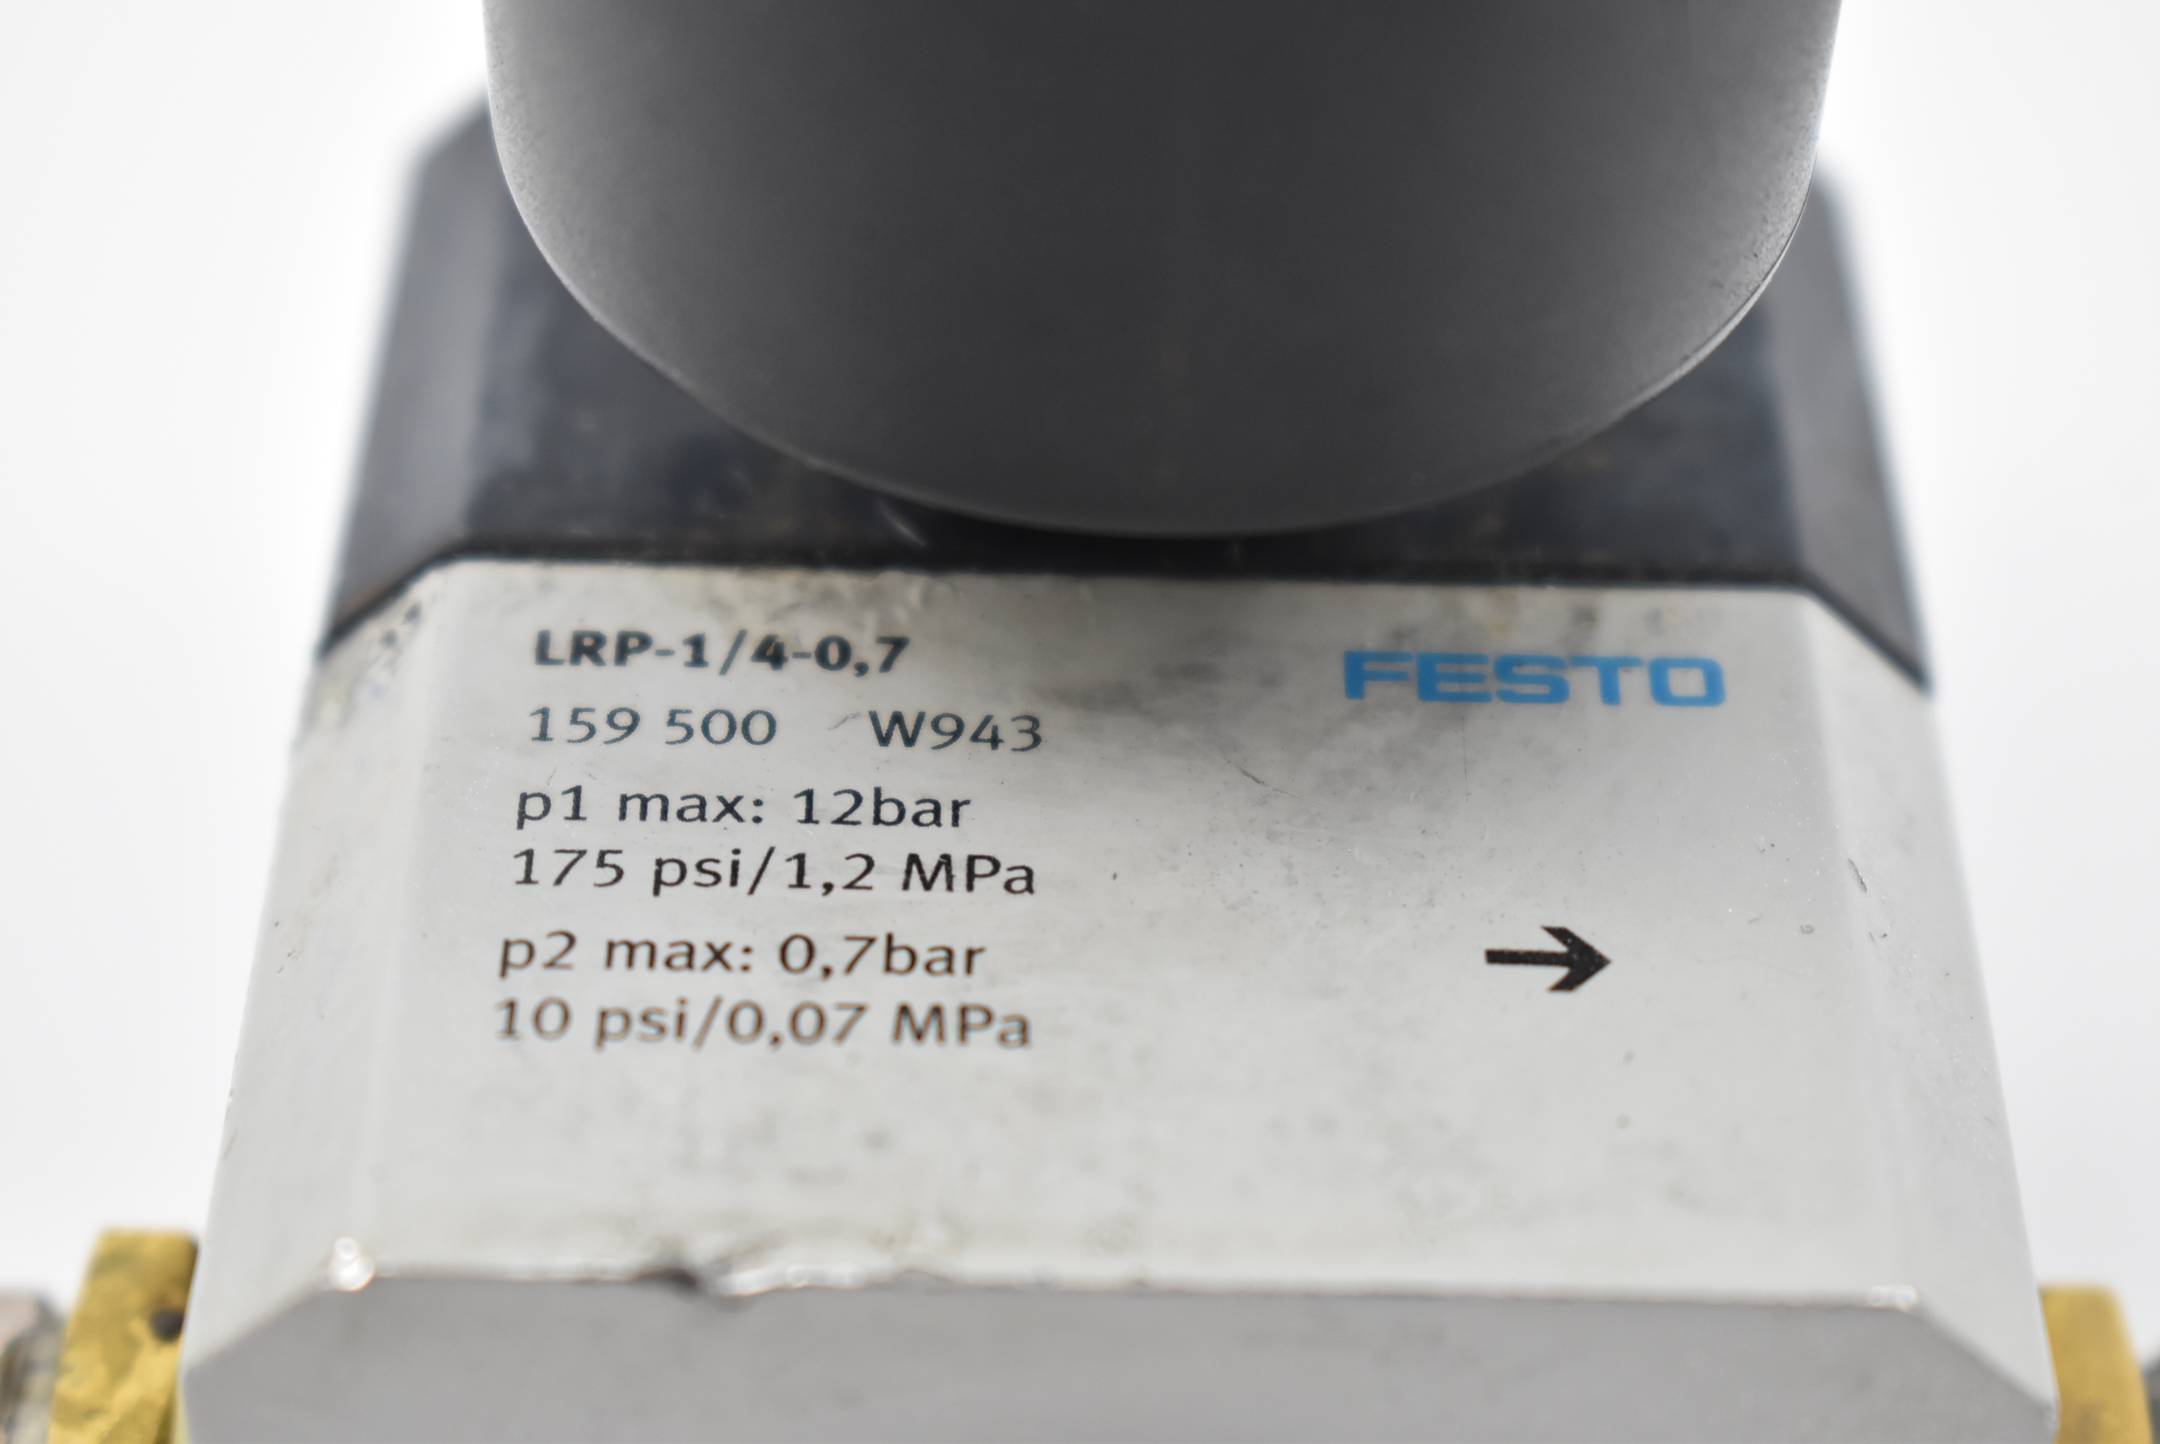 LRP-1/4-0,7
FESTO
159 500 W943
p1 max: 12bar
175 psi/1,2 MPa
p2 max: 0,7bar
10 psi/0,07 MPa